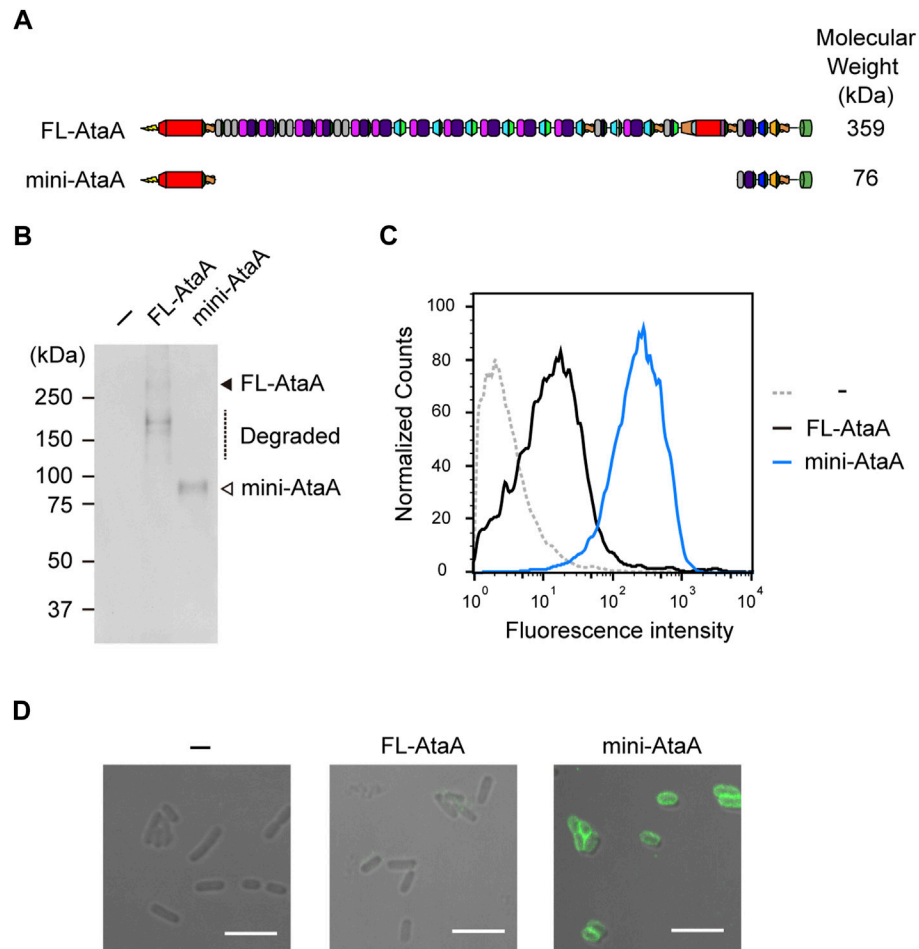 A
Molecular
Weight
(kDa)
FL-AtaA
359
mini-AtaA
76
B
–
FL-AtaA
mini-AtaA
(kDa)
250
150
100
75
50
37
FL-AtaA
Degraded
mini-AtaA
C
100
80
60
40
20
0
Normalized Counts
10^0 10^1 10^2 10^3 10^4
Fluorescence intensity
-
FL-AtaA
mini-AtaA
D
– FL-AtaA mini-AtaA